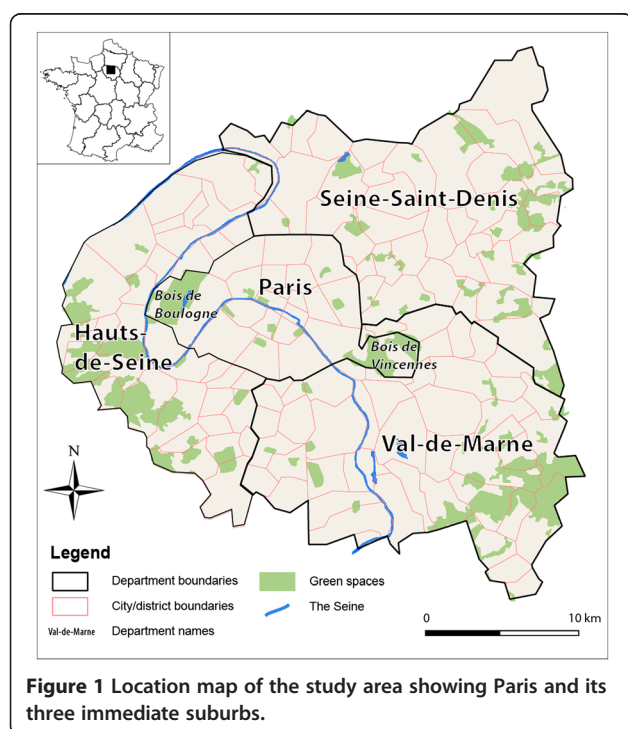 Seine-Saint-Denis
Paris
Bois de
Boulogne
Hauts-
de-Seine
Bois de
Vincennes
Val-de-Marne
N
Legend
Department boundaries
City/district boundaries
Val-de-Marne Department names
Green spaces
The Seine
0 10 km
Figure 1 Location map of the study area showing Paris and its
three immediate suburbs.